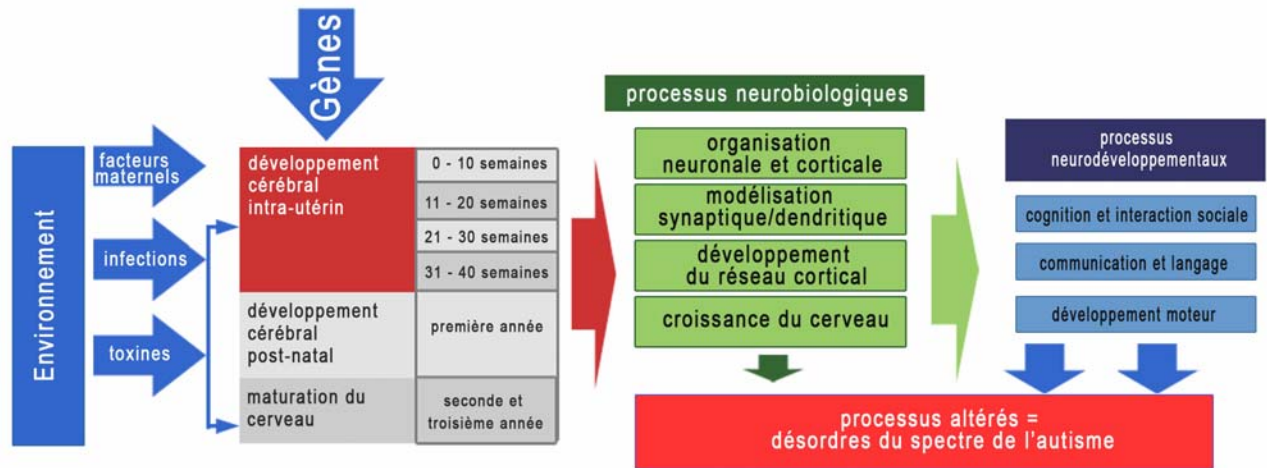 Gènes
Environnement
facteurs
maternels
infections
toxines
développement
cérébral
intra-utérin
0 - 10 semaines
11 - 20 semaines
21 - 30 semaines
31 - 40 semaines
développement
cérébral
post-natal
première année
maturation du
cerveau
seconde et
troisième année
processus neurobiologiques
organisation
neuronale et corticale
modélisation
synaptique/dendritique
développement
du réseau cortical
croissance du cerveau
processus
neurodéveloppementaux
cognition et interaction sociale
communication et langage
développement moteur
processus altérés =
désordres du spectre de l'autisme